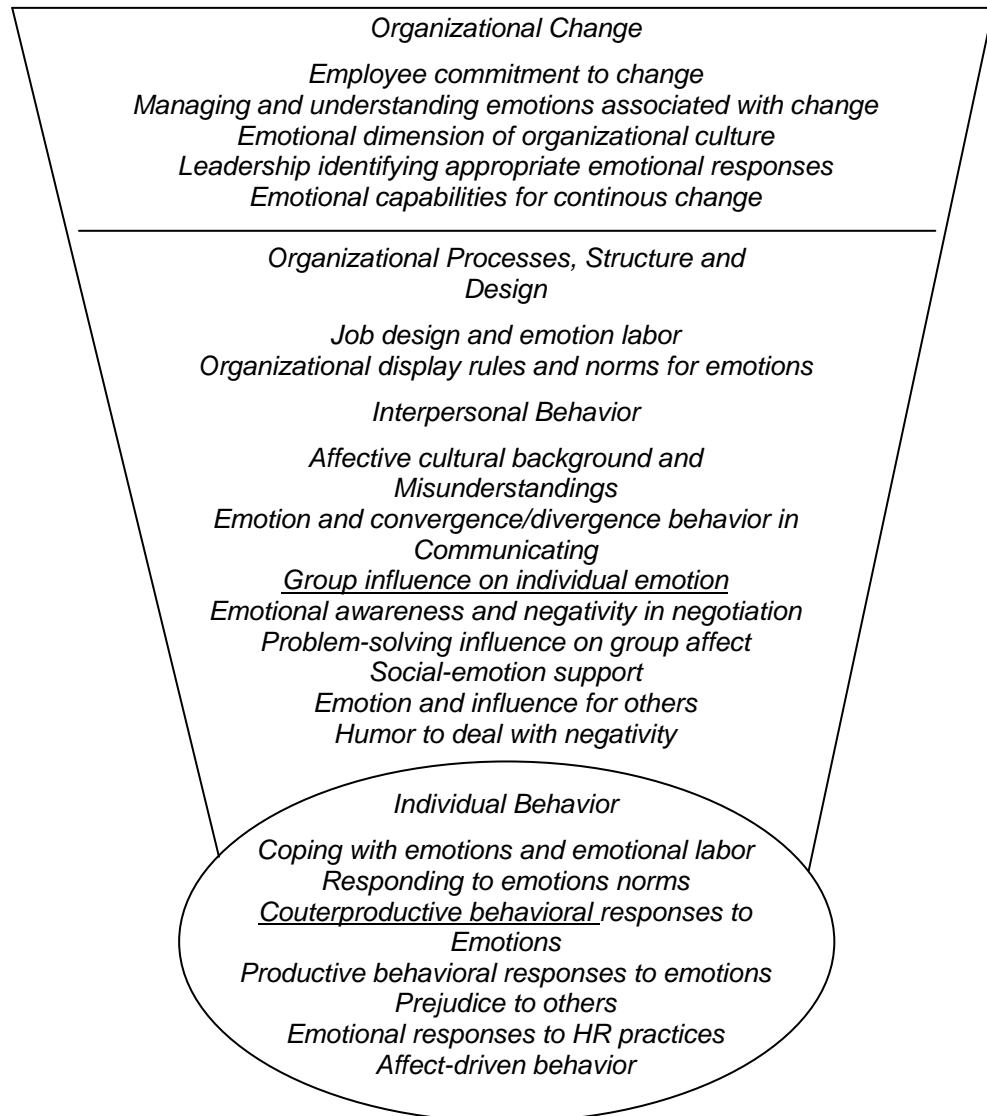 Organizational Change
Employee commitment to change
Managing and understanding emotions associated with change
Emotional dimension of organizational culture
Leadership identifying appropriate emotional responses
Emotional capabilities for continous change
Organizational Processes, Structure and
Design
Job design and emotion labor
Organizational display rules and norms for emotions
Interpersonal Behavior
Affective cultural background and
Misunderstandings
Emotion and convergence/divergence behavior in
Communicating
Group influence on individual emotion
Emotional awareness and negativity in negotiation
Problem-solving influence on group affect
Social-emotion support
Emotion and influence for others
Humor to deal with negativity
Individual Behavior
Coping with emotions and emotional labor
Responding to emotions norms
Couterproductive behavioral responses to
Emotions
Productive behavioral responses to emotions
Prejudice to others
Emotional responses to HR practices
Affect-driven behavior